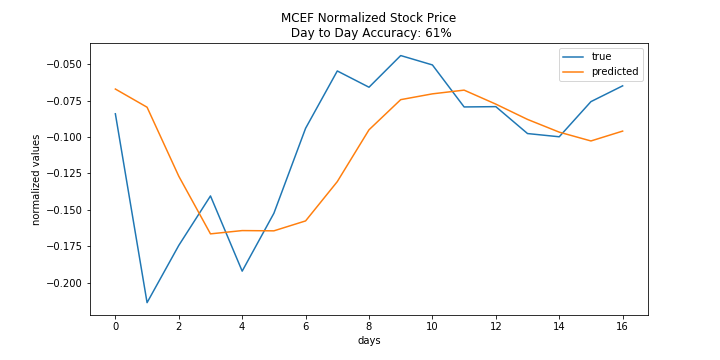 MCEF Normalized Stock Price
Day to Day Accuracy: 61%
true
predicted
normalized values
−0.050
−0.075
−0.100
−0.125
−0.150
−0.175
−0.200
0
2
4
6
8
10
12
14
16
days